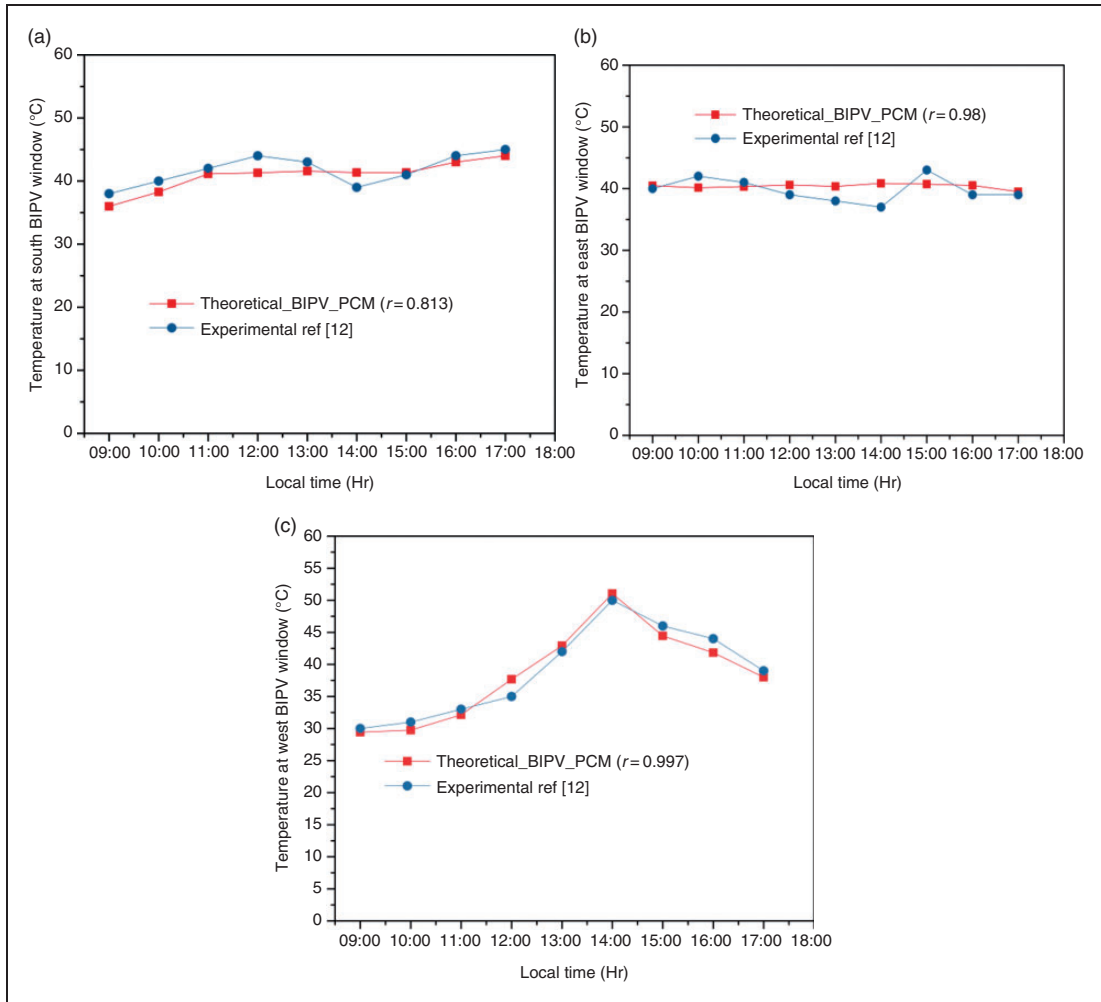 (a)
60
50
40
30
20
10
0
Temperature at south BIPV window (°C)
Theoretical_BIPV_PCM (r=0.813)
Experimental ref [12]
09:00 10:00 11:00 12:00 13:00 14:00 15:00 16:00 17:00 18:00
Local time (Hr)
(b)
60
50
40
30
20
10
0
Temperature at east BIPV window (°C)
Theoretical_BIPV_PCM (r=0.98)
Experimental ref [12]
09:00 10:00 11:00 12:00 13:00 14:00 15:00 16:00 17:00 18:00
Local time (Hr)
(c)
60
55
50
45
40
35
30
25
20
15
10
5
0
Temperature at west BIPV window (°C)
Theoretical_BIPV_PCM (r=0.997)
Experimental ref [12]
09:00 10:00 11:00 12:00 13:00 14:00 15:00 16:00 17:00 18:00
Local time (Hr)